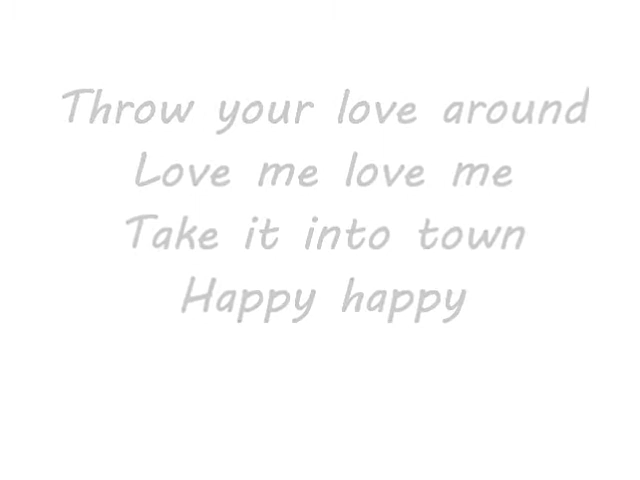 Throw your love around
Love me love me
Take it into town
Happy happy